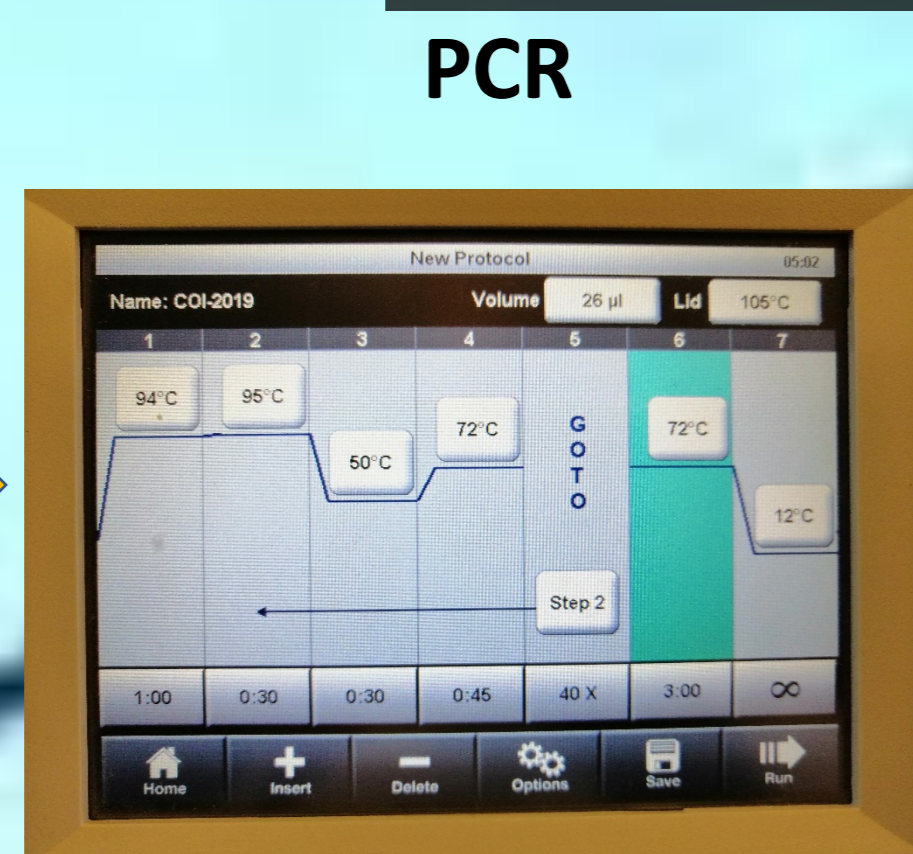 PCR
New Protocol 05:02
Name: COI-2019 Volume 26 µl Lid 105°C
1 2 3 4 5 6 7
94°C 95°C 50°C 72°C GOTO 72°C 12°C
Step 2
1:00 0:30 0:30 0:45 40 X 3:00 ∞
Home Insert Delete Options Save Run